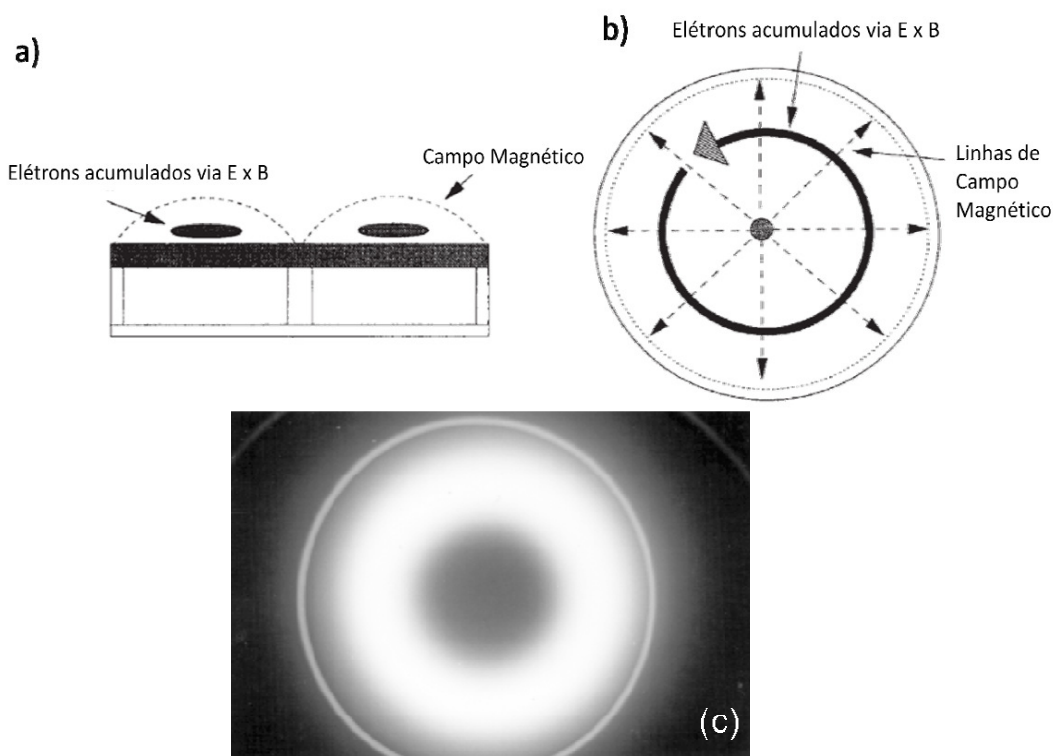 a)
Elétrons acumulados via E x B
Campo Magnético
b)
Elétrons acumulados via E x B
Linhas de
Campo
Magnético
(c)